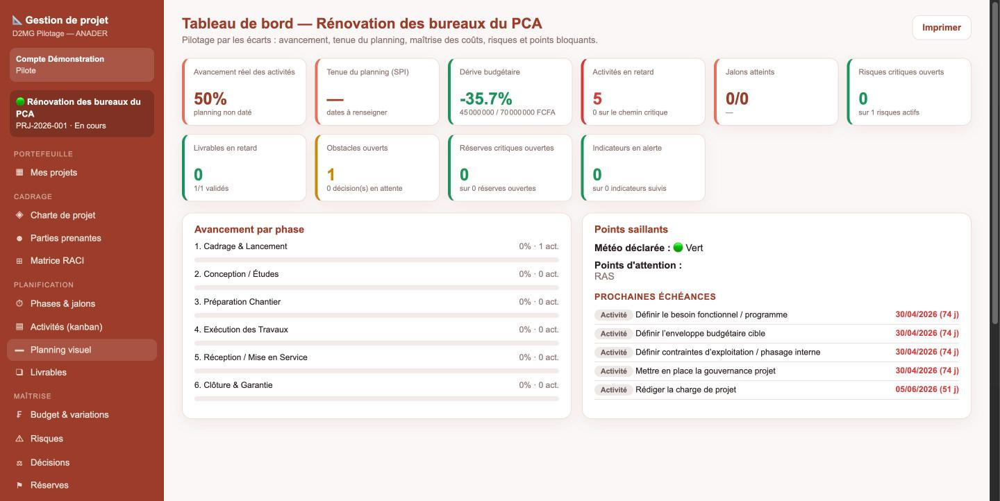 Gestion de projet
D2MG Pilotage — ANADER
Compte Démonstration
Pilote
Rénovation des bureaux du
PCA
PRJ-2026-001 · En cours
PORTEFEUILLE
Mes projets
CADRAGE
Charte de projet
Parties prenantes
Matrice RACI
PLANIFICATION
Phases & jalons
Activités (kanban)
Planning visuel
Livrables
MAÎTRISE
Budget & variations
Risques
Décisions
Réserves
Tableau de bord — Rénovation des bureaux du PCA
Pilotage par les écarts : avancement, tenue du planning, maîtrise des coûts, risques et points bloquants.
Imprimer
Avancement réel des activités
50%
planning non daté
Tenue du planning (SPI)
—
dates à renseigner
Dérive budgétaire
-35.7%
45 000 000 / 70 000 000 FCFA
Activités en retard
5
0 sur le chemin critique
Jalons atteints
0/0
—
Risques critiques ouverts
0
sur 1 risques actifs
Livrables en retard
0
1/1 validés
Obstacles ouverts
1
0 décision(s) en attente
Réserves critiques ouvertes
0
sur 0 réserves ouvertes
Indicateurs en alerte
0
sur 0 indicateurs suivis
Avancement par phase
1. Cadrage & Lancement 0% · 1 act.
2. Conception / Études 0% · 0 act.
3. Préparation Chantier 0% · 0 act.
4. Exécution des Travaux 0% · 0 act.
5. Réception / Mise en Service 0% · 0 act.
6. Clôture & Garantie 0% · 0 act.
Points saillants
Météo déclarée : Vert
Points d'attention :
RAS
PROCHAINES ÉCHÉANCES
Activité Définir le besoin fonctionnel / programme 30/04/2026 (74 j)
Activité Définir l’enveloppe budgétaire cible 30/04/2026 (74 j)
Activité Définir contraintes d’exploitation / phasage interne 30/04/2026 (74 j)
Activité Mettre en place la gouvernance projet 30/04/2026 (74 j)
Activité Rédiger la charge de projet 05/06/2026 (51 j)